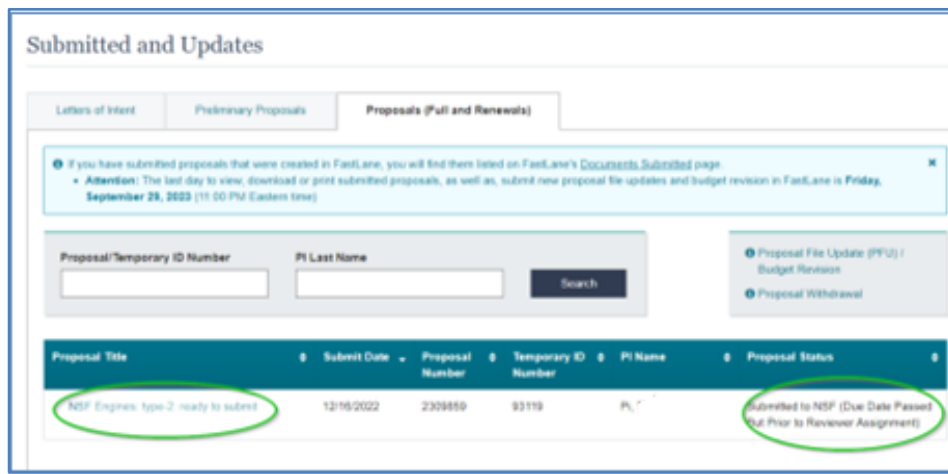 Submitted and Updates
Letters of Intent
Preliminary Proposals
Proposals (Full and Renewals)
If you have submitted proposals that were created in FastLane, you will find them listed on FastLane's Documents Submitted page.
Attention: The last day to view, download or print submitted proposals, as well as, submit new proposal file updates and budget revision in FastLane is Friday,
September 29, 2023 (11:00 PM Eastern time)
Proposal/Temporary ID Number
PI Last Name
Search
Proposal File Update (PFU) /
Budget Revision
Proposal Withdrawal
Proposal Title
Submit Date
Proposal
Number
Temporary ID
Number
PI Name
Proposal Status
NSF Engines: type-2: ready to submit
12/16/2022
2309859
93119
PI,
Submitted to NSF (Due Date Passed
But Prior to Reviewer Assignment)